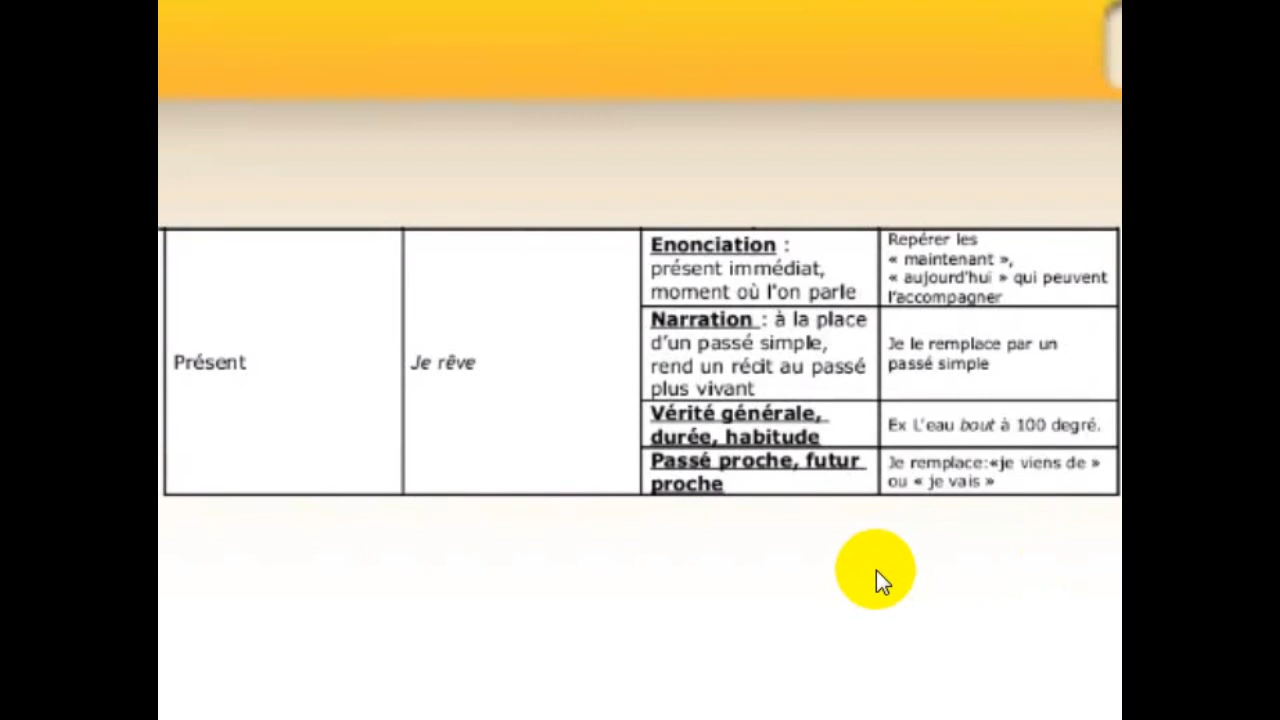 Présent
Je rêve
Enonciation :
présent immédiat,
moment où l'on parle
Repérer les
« maintenant »,
« aujourd'hui » qui peuvent
l'accompagner
Narration : à la place
d'un passé simple,
rend un récit au passé
plus vivant
Je le remplace par un
passé simple
Vérité générale,
durée, habitude
Ex L'eau bout à 100 degré.
Passé proche, futur
proche
Je remplace:«je viens de »
ou « je vais »